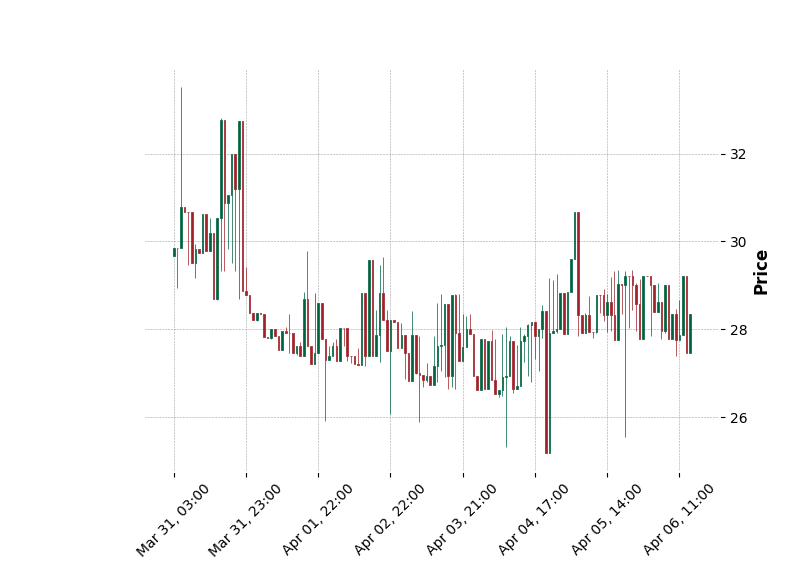 32
30
28
26
Price
Mar 31, 03:00
Mar 31, 23:00
Apr 01, 22:00
Apr 02, 22:00
Apr 03, 21:00
Apr 04, 17:00
Apr 05, 14:00
Apr 06, 11:00